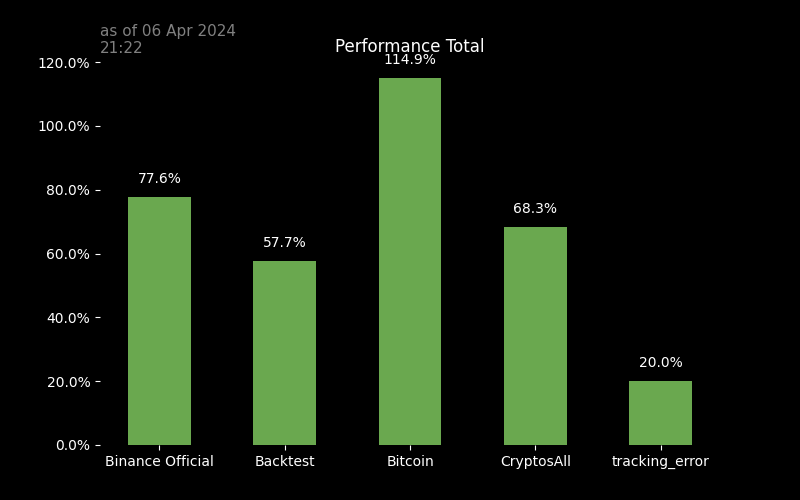 as of 06 Apr 2024
21:22
Performance Total
120.0%
100.0%
80.0%
60.0%
40.0%
20.0%
0.0%
77.6%
57.7%
114.9%
68.3%
20.0%
Binance Official
Backtest
Bitcoin
CryptosAll
tracking_error